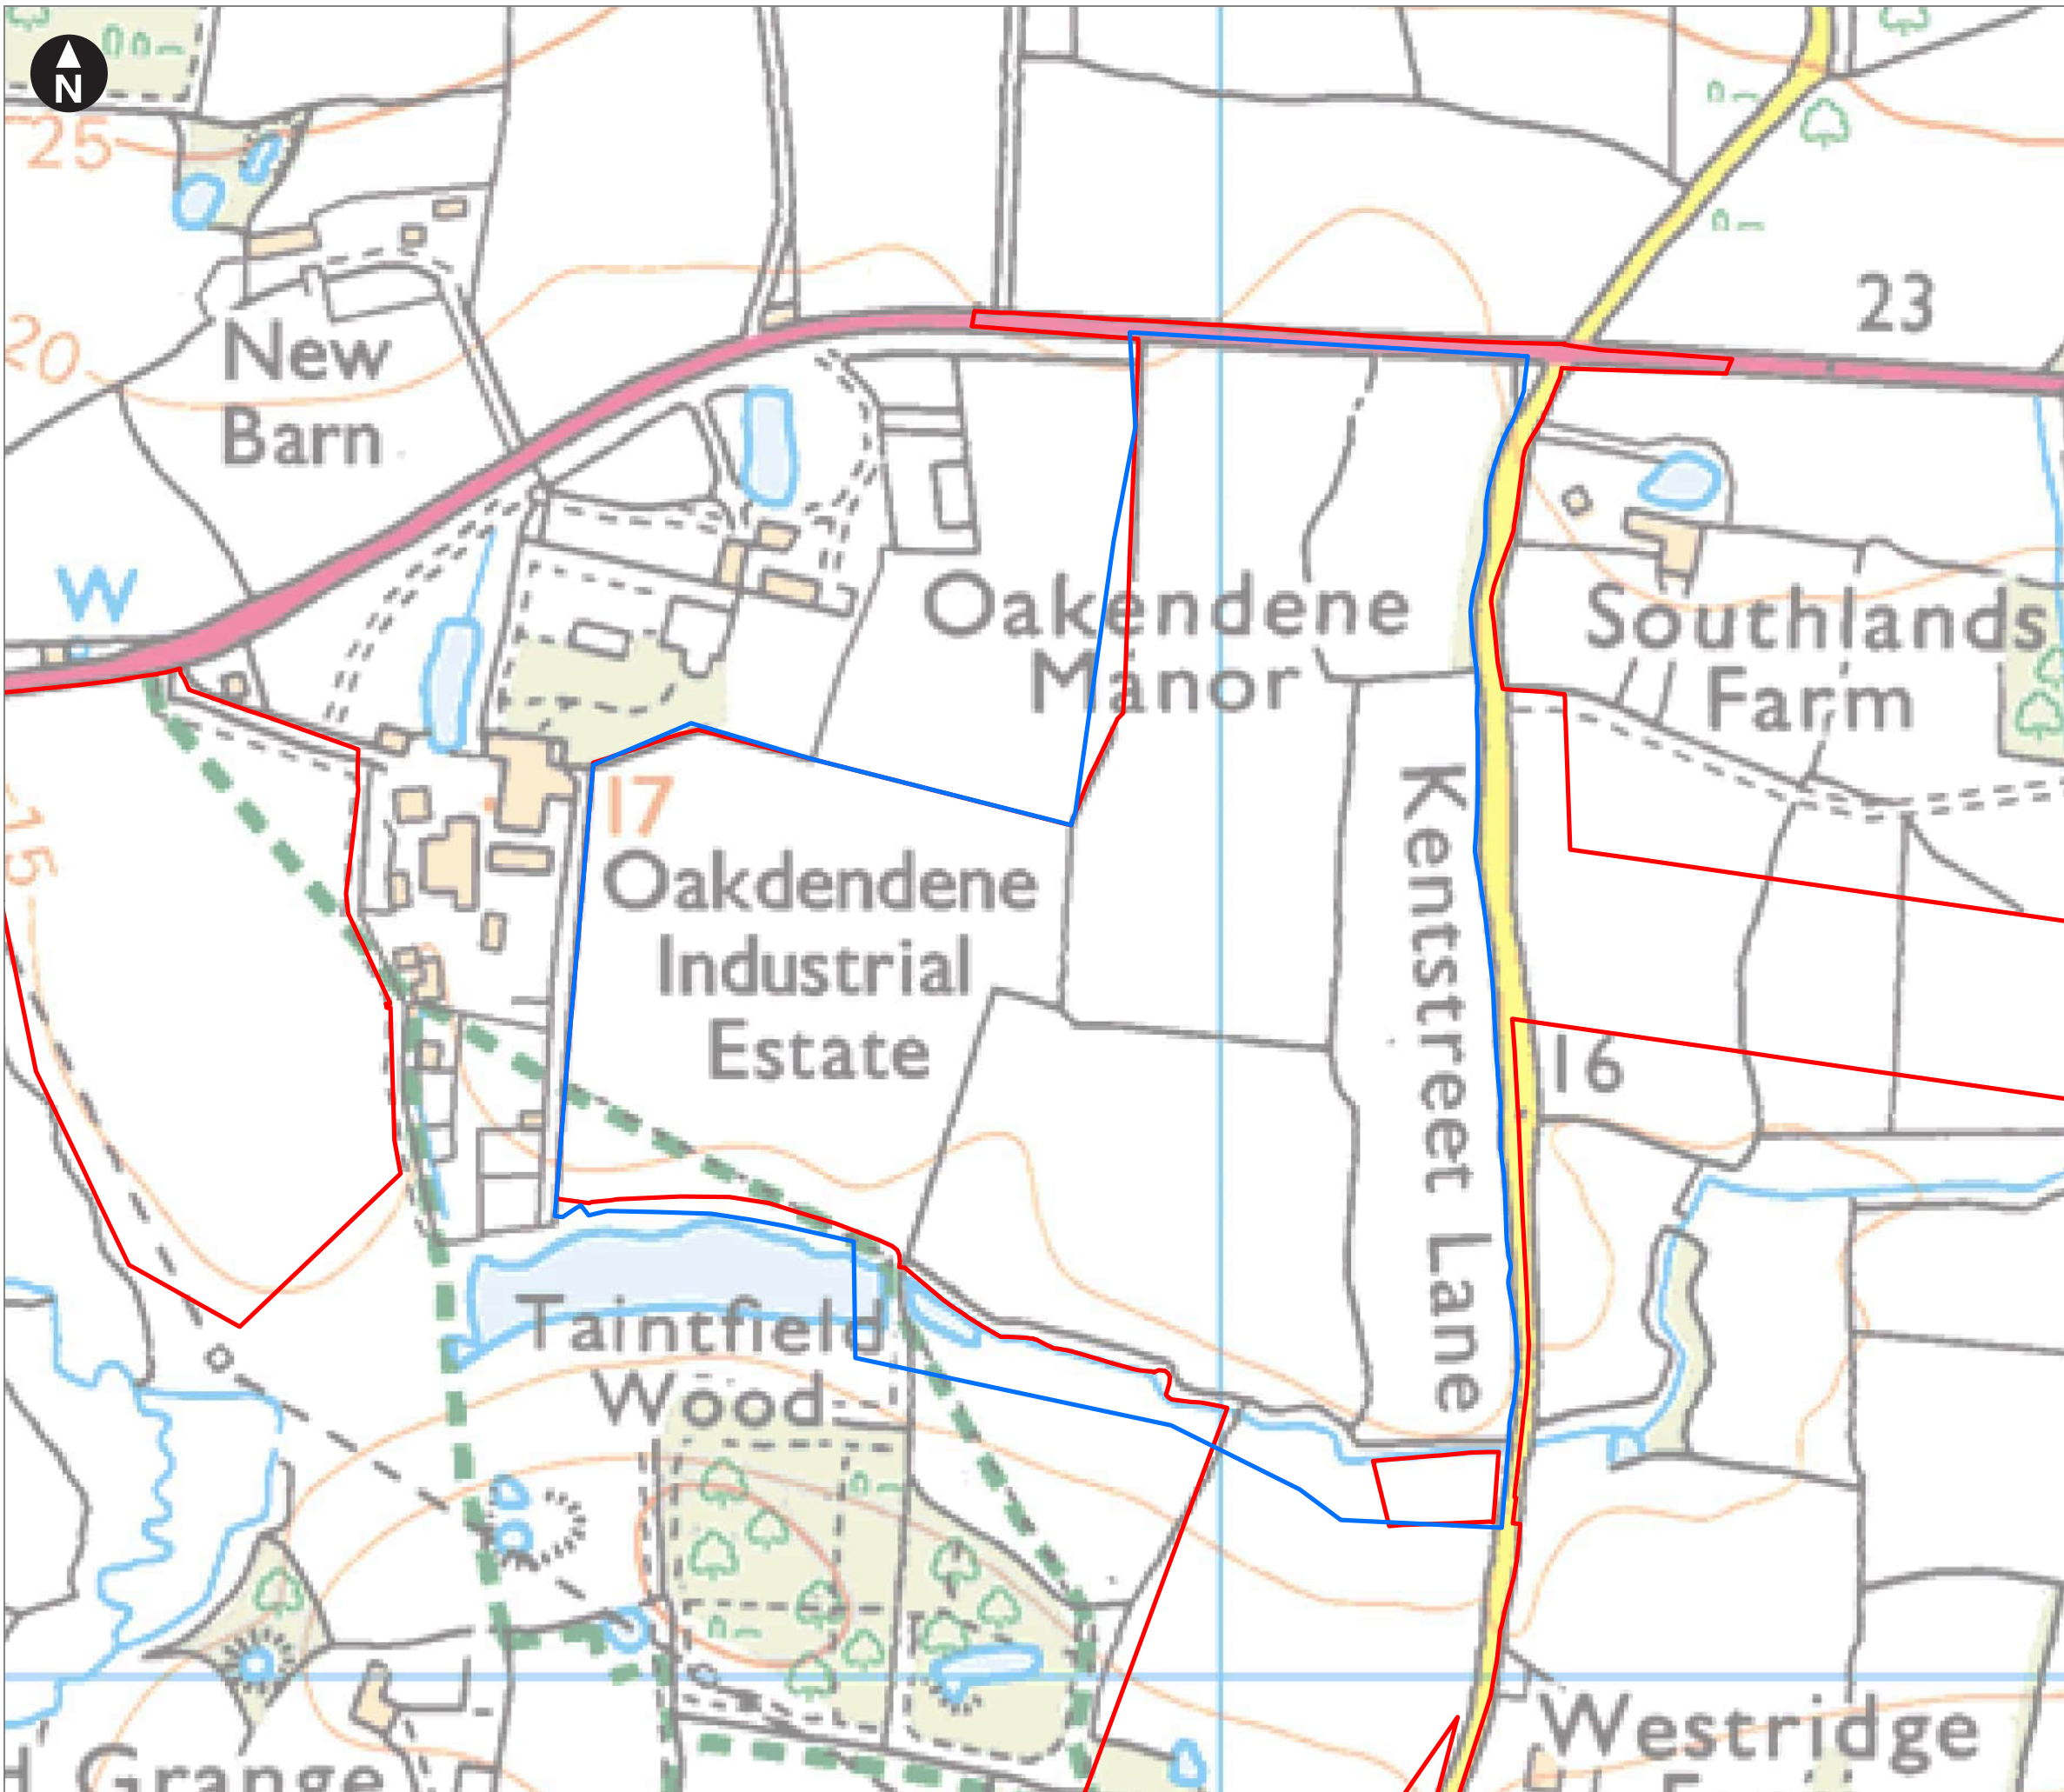 N
25
20
New
Barn
23
W
Oakendene
Manor
Southlands
Farm
17
15
Oakdendene
Industrial
Estate
Kentstreet Lane
16
Taintfield
Wood
Westridge
Grange